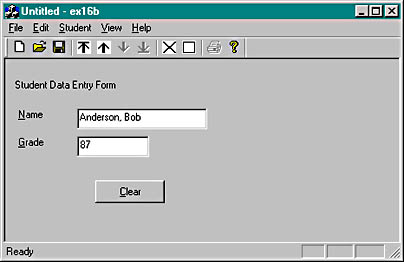 Untitled - ex16b
File Edit Student View Help
Student Data Entry Form
Name Anderson, Bob
Grade 87
Clear
Ready